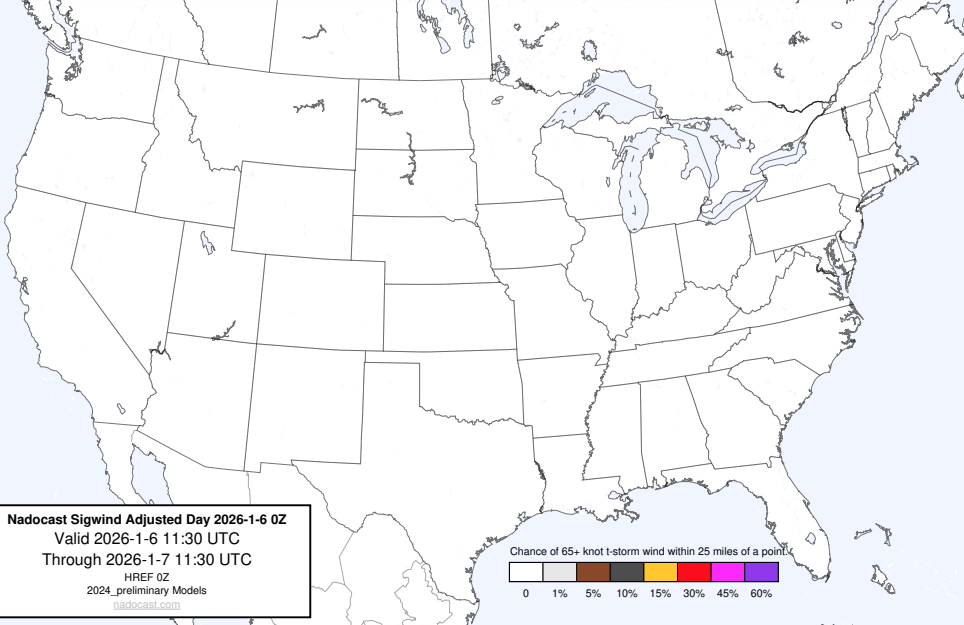 Nadocast Sigwind Adjusted Day 2026-1-6 0Z
Valid 2026-1-6 11:30 UTC
Through 2026-1-7 11:30 UTC
HREF 0Z
2024_preliminary Models
nadocast.com
Chance of 65+ knot t-storm wind within 25 miles of a point.
0 1% 5% 10% 15% 30% 45% 60%